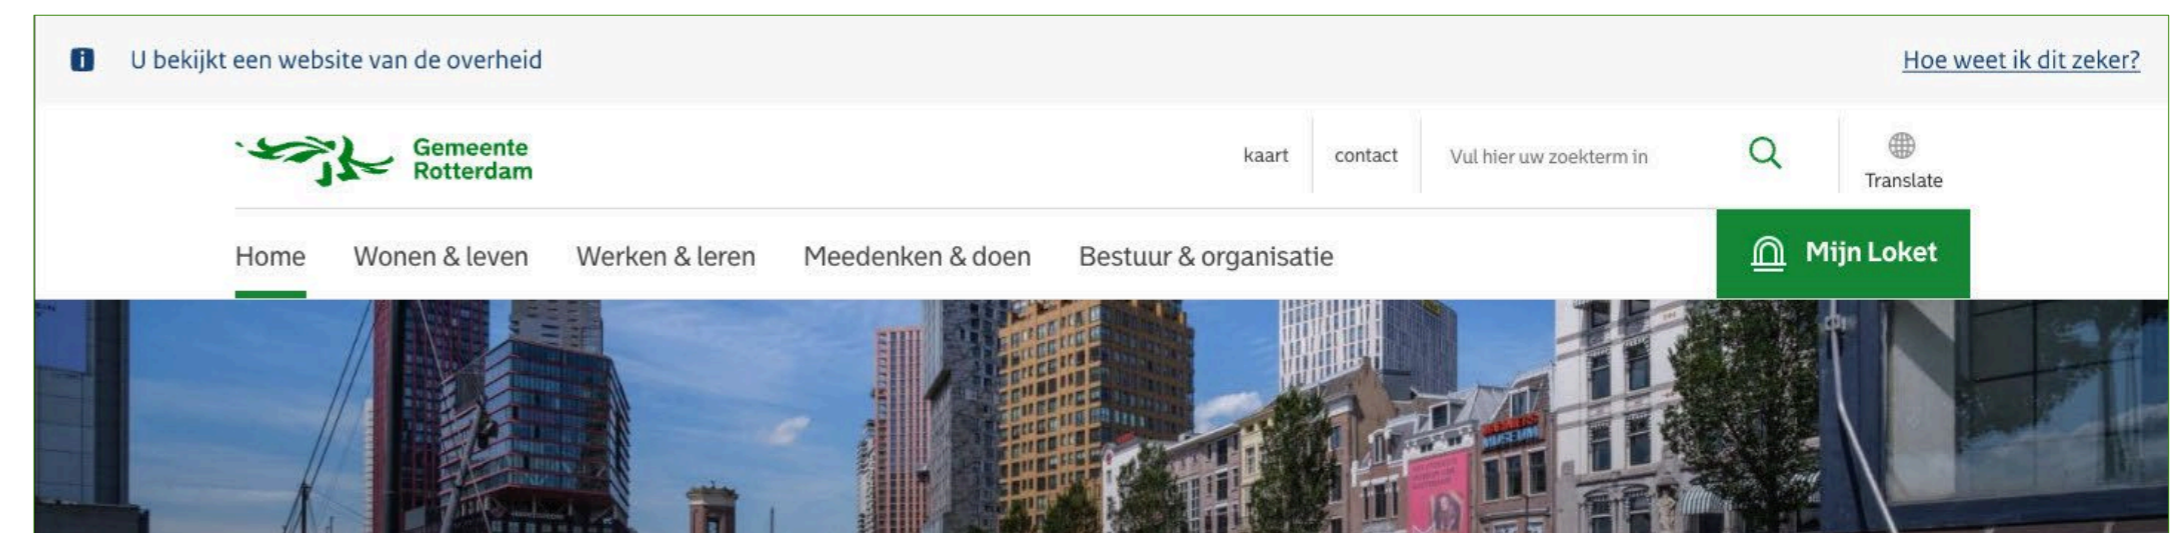 U bekijkt een website van de overheid
Hoe weet ik dit zeker?
Gemeente
Rotterdam
kaart
contact
Vul hier uw zoekterm in
Translate
Home
Wonen & leven
Werken & leren
Meedenken & doen
Bestuur & organisatie
Mijn Loket
MUSEUM